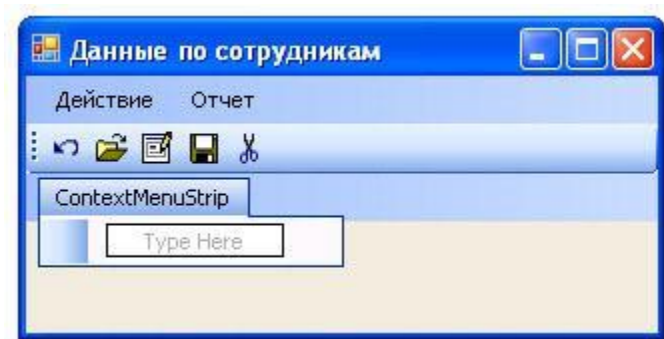 Данные по сотрудникам
Действие Отчет
ContextMenuStrip
Type Here